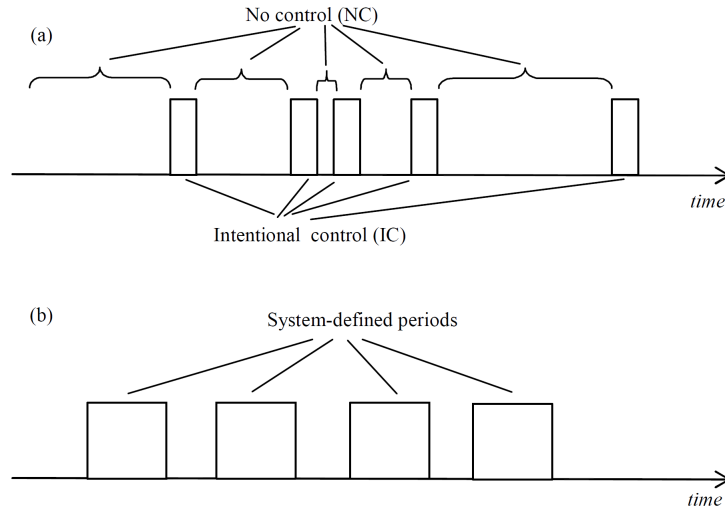 No control (NC)
(a)
time
Intentional control (IC)
(b)
System-defined periods
time